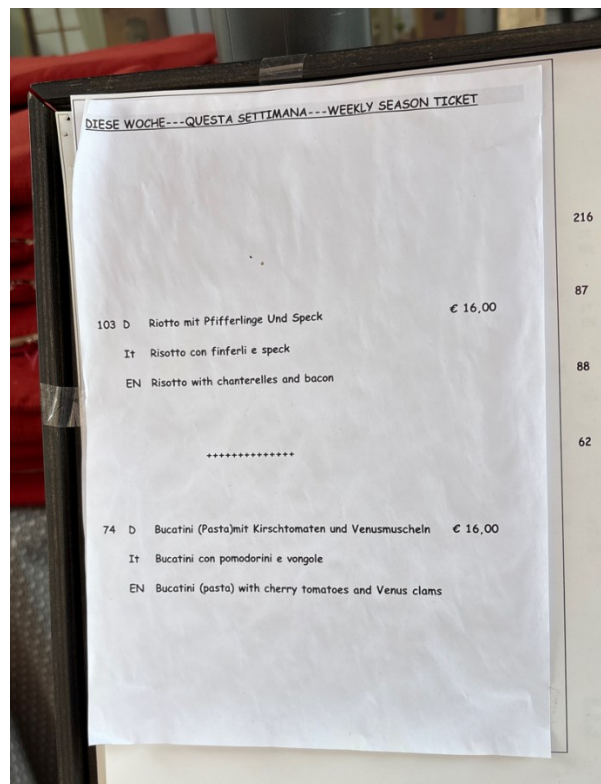 DIESE WOCHE---QUESTA SETTIMANA---WEEKLY SEASON TICKET
103 D Riotto mit Pfifferlinge Und Speck € 16,00
It Risotto con finferli e speck
EN Risotto with chanterelles and bacon
++++++++++++++
74 D Bucatini (Pasta)mit Kirschtomaten und Venusmuscheln € 16,00
It Bucatini con pomodorini e vongole
EN Bucatini (pasta) with cherry tomatoes and Venus clams
216
87
88
62